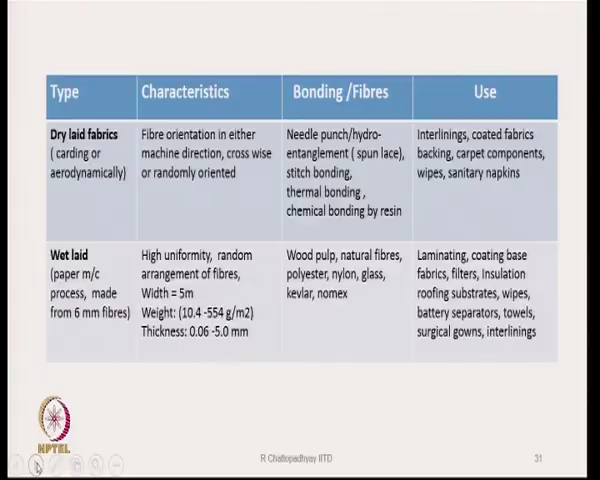 Type Characteristics Bonding /Fibres Use
Dry laid fabrics
( carding or
aerodynamically)
Fibre orientation in either
machine direction, cross wise
or randomly oriented
Needle punch/hydro-
entanglement ( spun lace),
stitch bonding,
thermal bonding ,
chemical bonding by resin
Interlinings, coated fabrics
backing, carpet components,
wipes, sanitary napkins
Wet laid
(paper m/c
process, made
from 6 mm fibres)
High uniformity, random
arrangement of fibres,
Width = 5m
Weight: (10.4 -554 g/m2)
Thickness: 0.06 -5.0 mm
Wood pulp, natural fibres,
polyester, nylon, glass,
kevlar, nomex
Laminating, coating base
fabrics, filters, Insulation
roofing substrates, wipes,
battery separators, towels,
surgical gowns, interlinings
NPTEL
R Chattopadhyay IITD
31